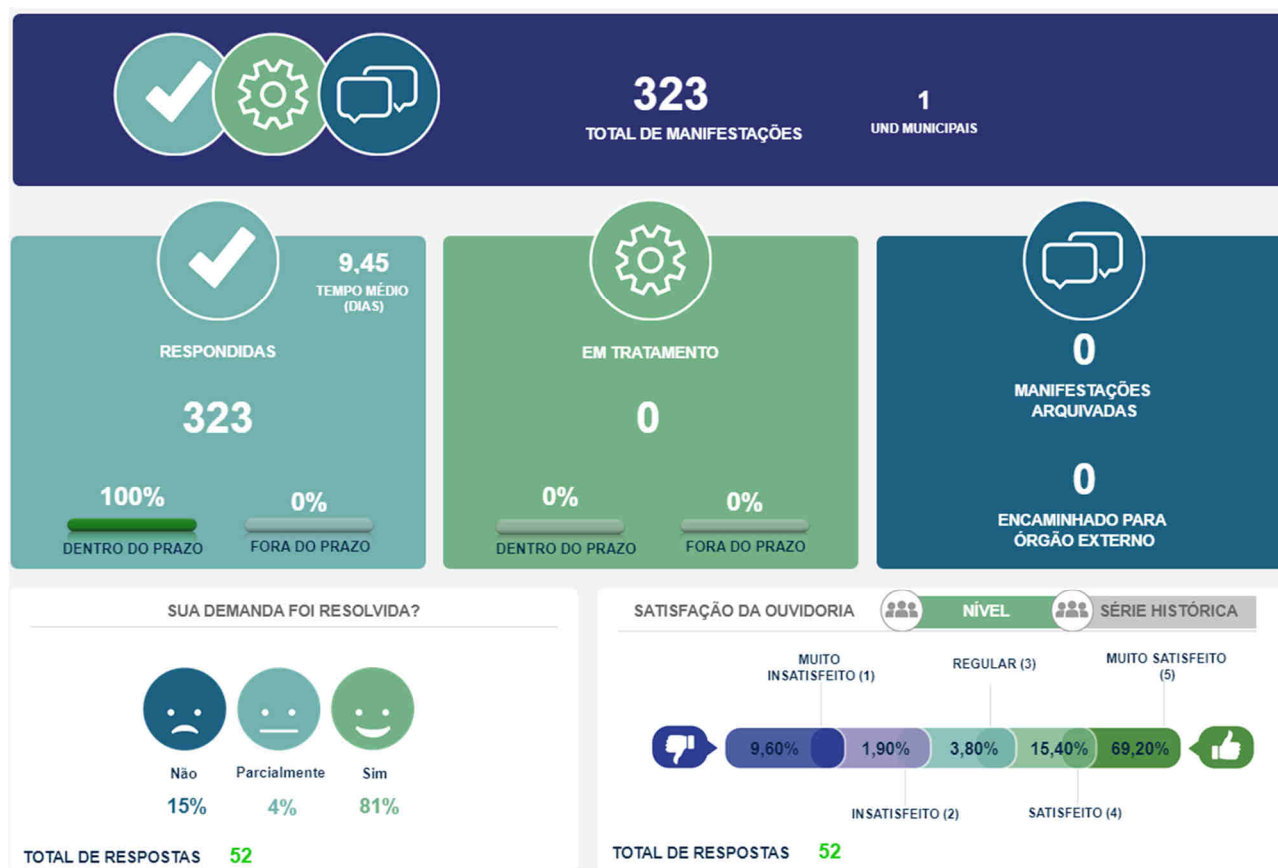 323
TOTAL DE MANIFESTAÇÕES
1
UND MUNICIPAIS
9,45
TEMPO MÉDIO
(DIAS)
RESPONDIDAS
323
100%
DENTRO DO PRAZO
0%
FORA DO PRAZO
EM TRATAMENTO
0
0%
DENTRO DO PRAZO
0%
FORA DO PRAZO
0
MANIFESTAÇÕES
ARQUIVADAS
0
ENCAMINHADO PARA
ÓRGÃO EXTERNO
SUA DEMANDA FOI RESOLVIDA?
Não
Parcialmente
Sim
15%
4%
81%
TOTAL DE RESPOSTAS 52
SATISFAÇÃO DA OUVIDORIA
NÍVEL
SÉRIE HISTÓRICA
MUITO
INSATISFEITO (1)
REGULAR (3)
MUITO SATISFEITO
(5)
9,60%
1,90%
3,80%
15,40%
69,20%
INSATISFEITO (2)
SATISFEITO (4)
TOTAL DE RESPOSTAS 52